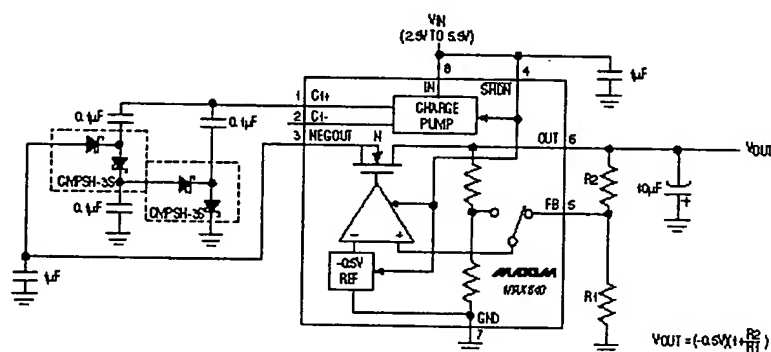 VIN
(2.5V TO 5.5V)
8
4
1µF
IN
SHDN
1
C1+
2
C1-
3
NEGOUT
N
CHARGE
PUMP
OUT
6
VOUT
0.1µF
0.1µF
CMPSH-3S
0.1µF
CMPSH-3S
1µF
R2
10µF
+
FB
5
-
+
-0.5V
REF
MAXIM
MAX840
GND
7
R1
VOUT = (-0.5V)(1+R2/R1)